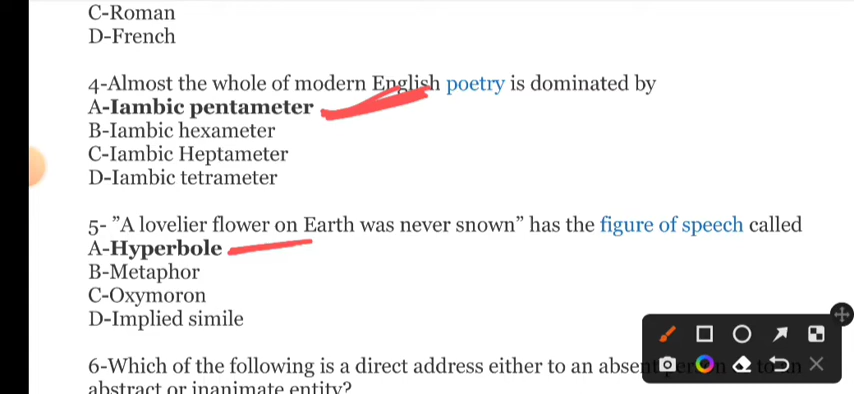 C-Roman
D-French
4-Almost the whole of modern English poetry is dominated by
A-Iambic pentameter
B-Iambic hexameter
C-Iambic Heptameter
D-Iambic tetrameter
5- ”A lovelier flower on Earth was never snown” has the figure of speech called
A-Hyperbole
B-Metaphor
C-Oxymoron
D-Implied simile
6-Which of the following is a direct address either to an absent
abstract or inanimate entity?